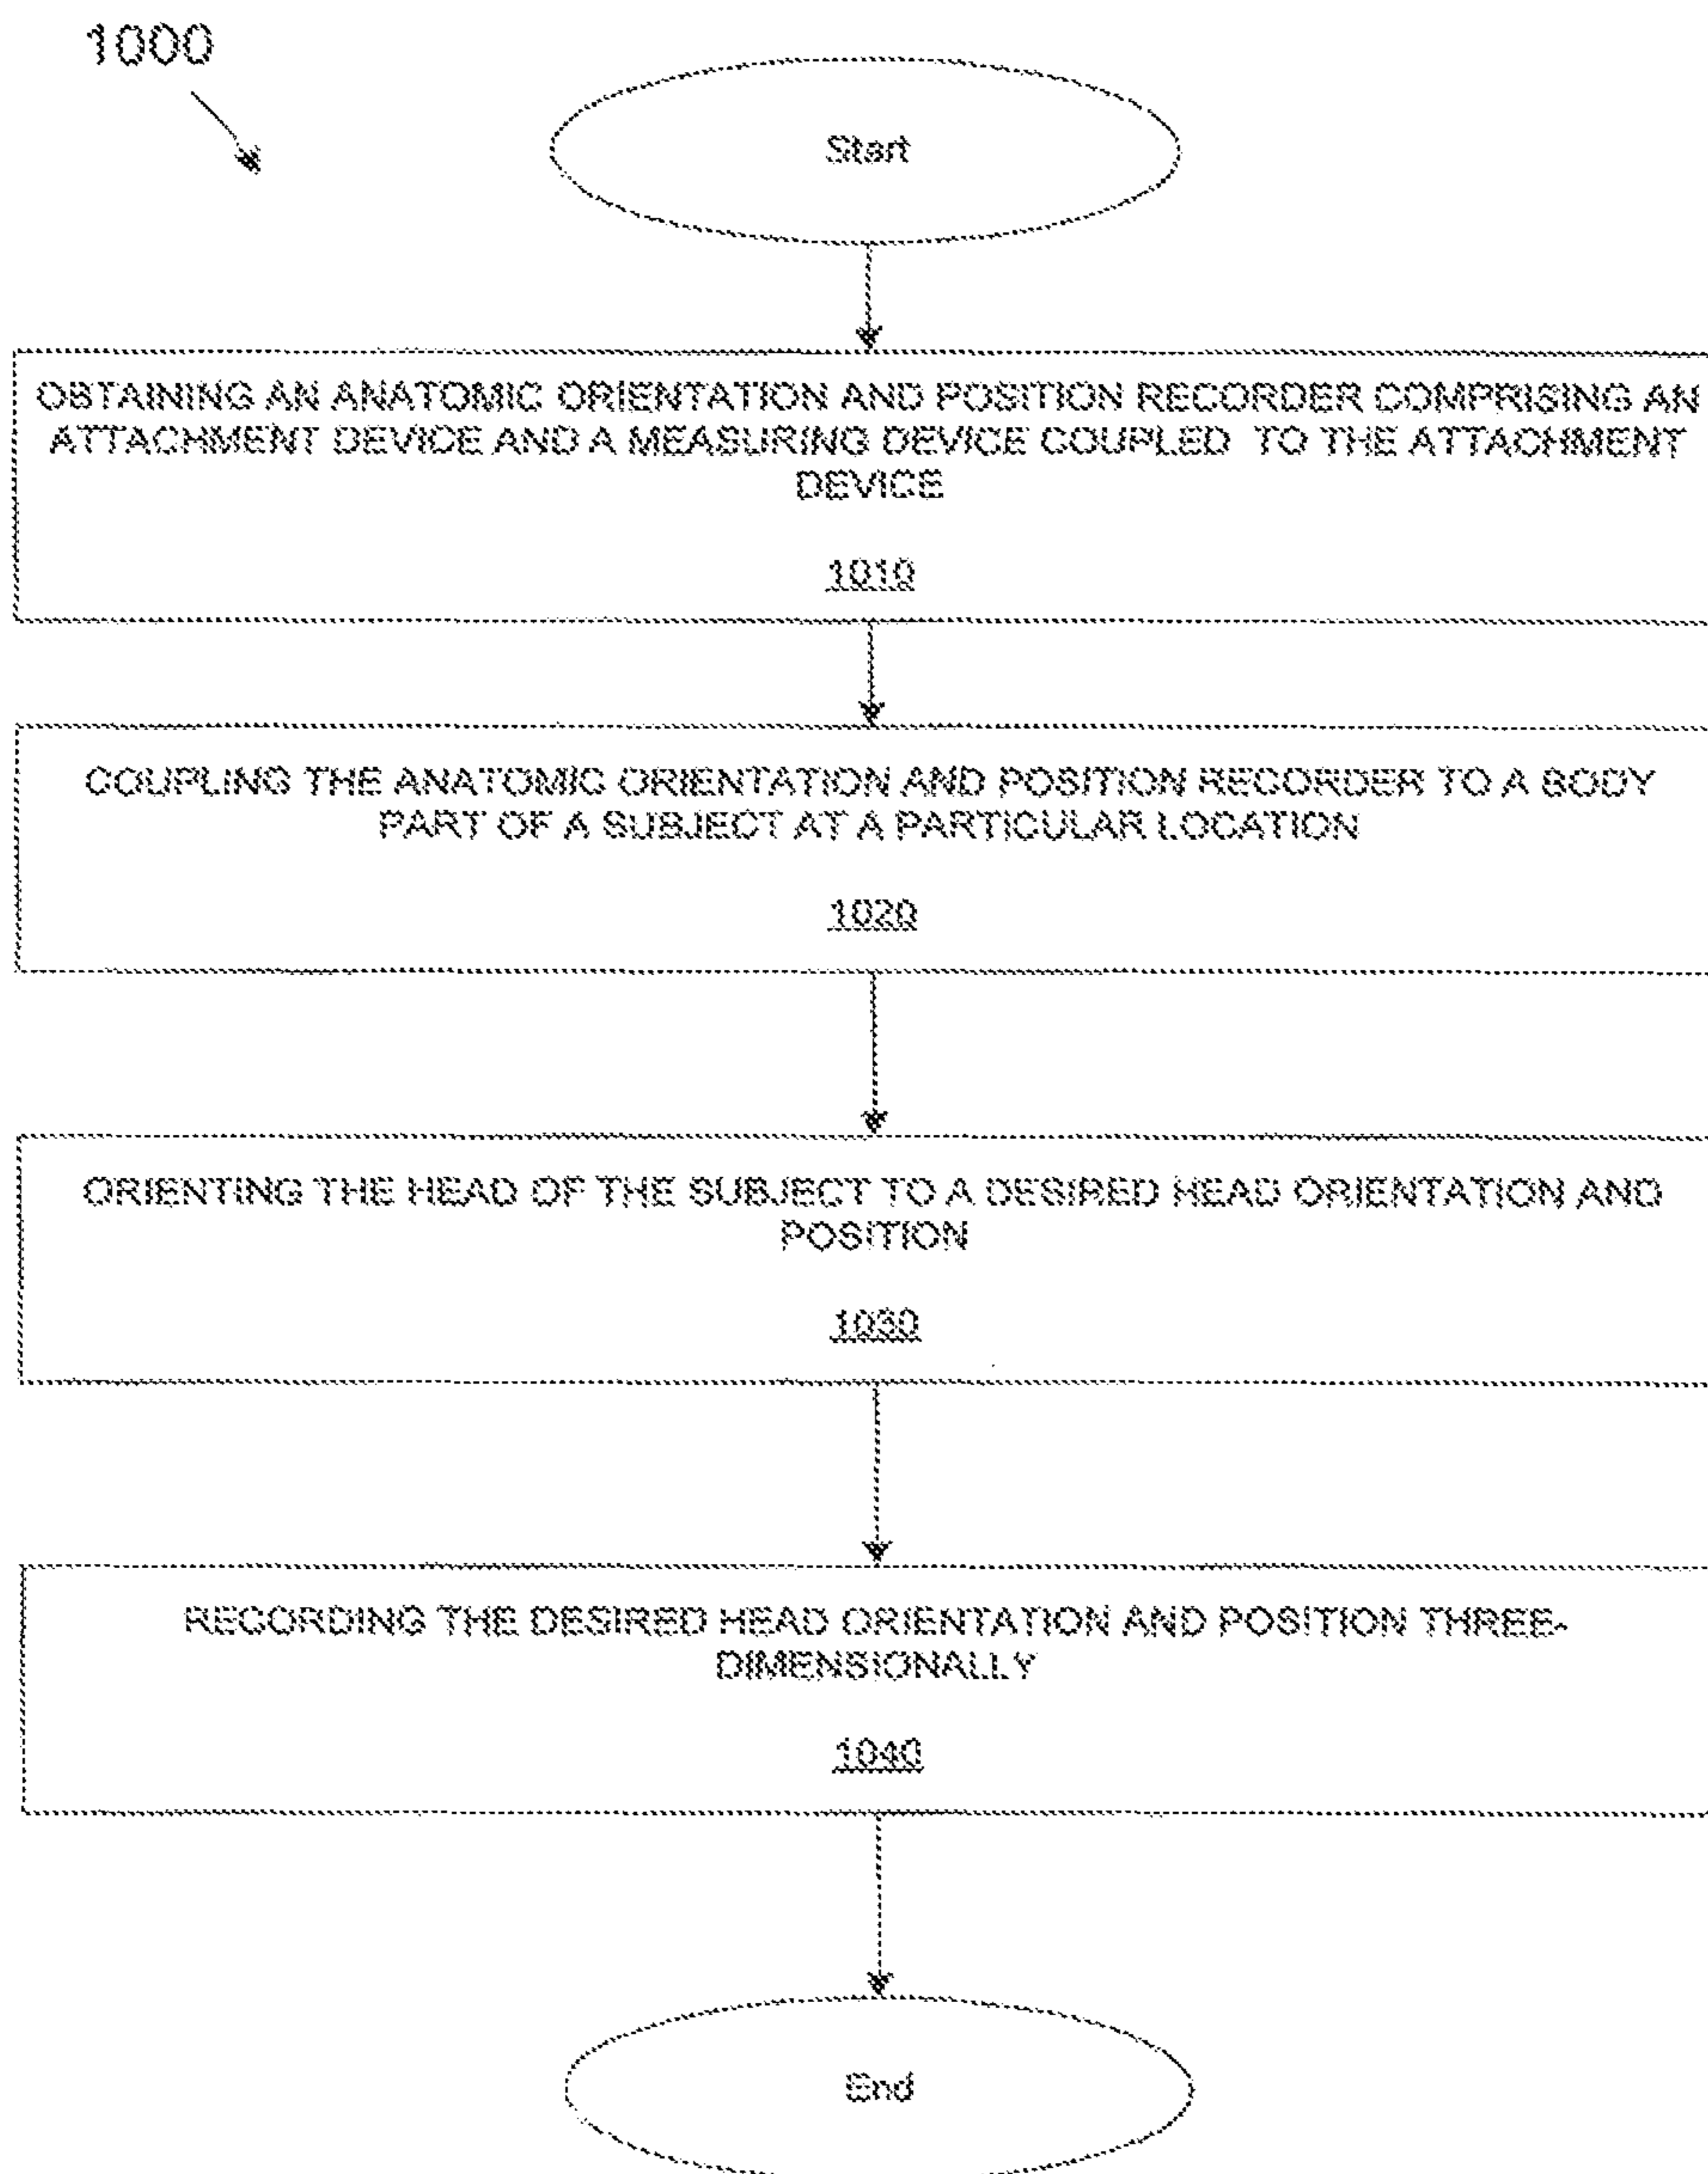 1000
Start
OBTAINING AN ANATOMIC ORIENTATION AND POSITION RECORDER COMPRISING AN
ATTACHMENT DEVICE AND A MEASURING DEVICE COUPLED TO THE ATTACHMENT
DEVICE
1010
COUPLING THE ANATOMIC ORIENTATION AND POSITION RECORDER TO A BODY
PART OF A SUBJECT AT A PARTICULAR LOCATION
1020
ORIENTING THE HEAD OF THE SUBJECT TO A DESIRED HEAD ORIENTATION AND
POSITION
1030
RECORDING THE DESIRED HEAD ORIENTATION AND POSITION THREE-
DIMENSIONALLY
1040
End